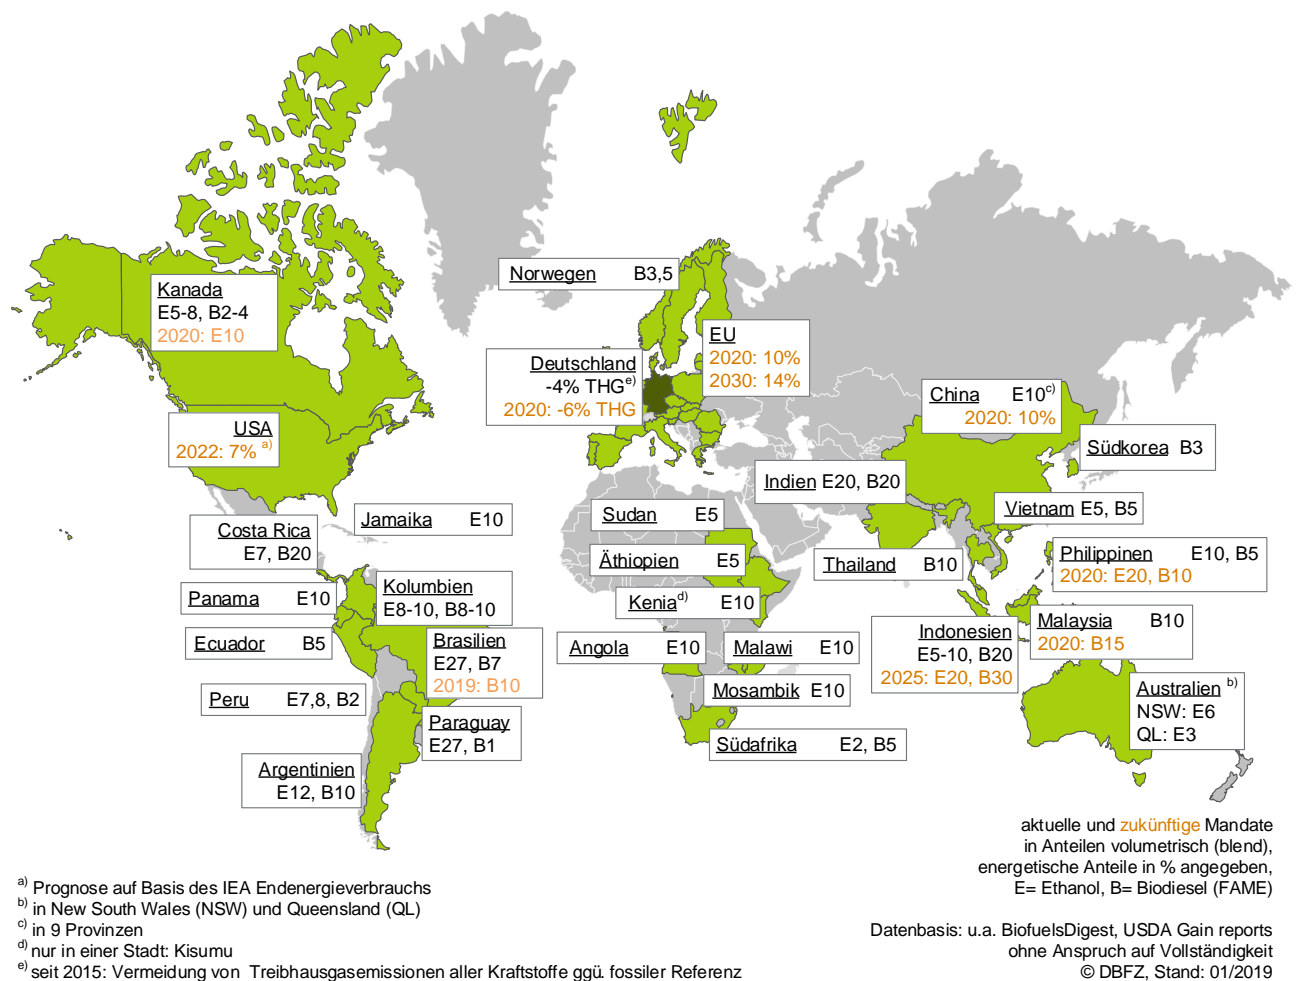 Norwegen B3,5
Kanada
E5-8, B2-4
2020: E10
EU
2020: 10%
2030: 14%
Deutschland
-4% THG e)
2020: -6% THG
China E10 c)
2020: 10%
USA
2022: 7% a)
Südkorea B3
Indien E20, B20
Vietnam E5, B5
Jamaika E10
Sudan E5
Costa Rica
E7, B20
Philippinen E10, B5
2020: E20, B10
Äthiopien E5
Thailand B10
Kolumbien
E8-10, B8-10
Panama E10
Kenia d) E10
Malaysia B10
2020: B15
Indonesien
E5-10, B20
2025: E20, B30
Ecuador B5
Brasilien
E27, B7
2019: B10
Angola E10
Malawi E10
Mosambik E10
Australien b)
NSW: E6
QL: E3
Peru E7,8, B2
Paraguay
E27, B1
Südafrika E2, B5
Argentinien
E12, B10
aktuelle und zukünftige Mandate
in Anteilen volumetrisch (blend),
energetische Anteile in % angegeben,
E= Ethanol, B= Biodiesel (FAME)
a) Prognose auf Basis des IEA Endenergieverbrauchs
b) in New South Wales (NSW) und Queensland (QL)
c) in 9 Provinzen
d) nur in einer Stadt: Kisumu
e) seit 2015: Vermeidung von Treibhausgasemissionen aller Kraftstoffe ggü. fossiler Referenz
Datenbasis: u.a. BiofuelsDigest, USDA Gain reports
ohne Anspruch auf Vollständigkeit
© DBFZ, Stand: 01/2019